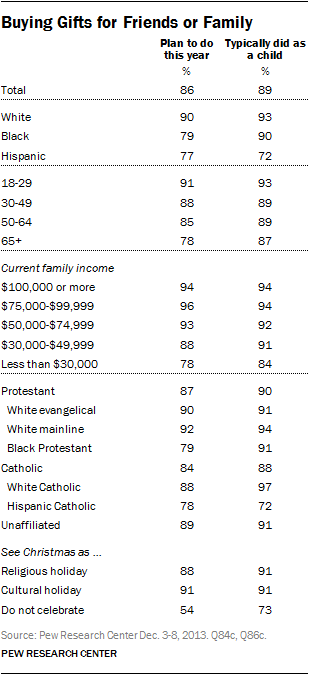 Buying Gifts for Friends or Family
Plan to do this year Typically did as a child
% %
Total 86 89
White 90 93
Black 79 90
Hispanic 77 72
18-29 91 93
30-49 88 89
50-64 85 89
65+ 78 87
Current family income
$100,000 or more 94 94
$75,000-$99,999 96 94
$50,000-$74,999 93 92
$30,000-$49,999 88 91
Less than $30,000 78 84
Protestant 87 90
White evangelical 90 91
White mainline 92 94
Black Protestant 79 91
Catholic 84 88
White Catholic 88 97
Hispanic Catholic 78 72
Unaffiliated 89 91
See Christmas as ...
Religious holiday 88 91
Cultural holiday 91 91
Do not celebrate 54 73
Source: Pew Research Center Dec. 3-8, 2013. Q84c, Q86c.
PEW RESEARCH CENTER